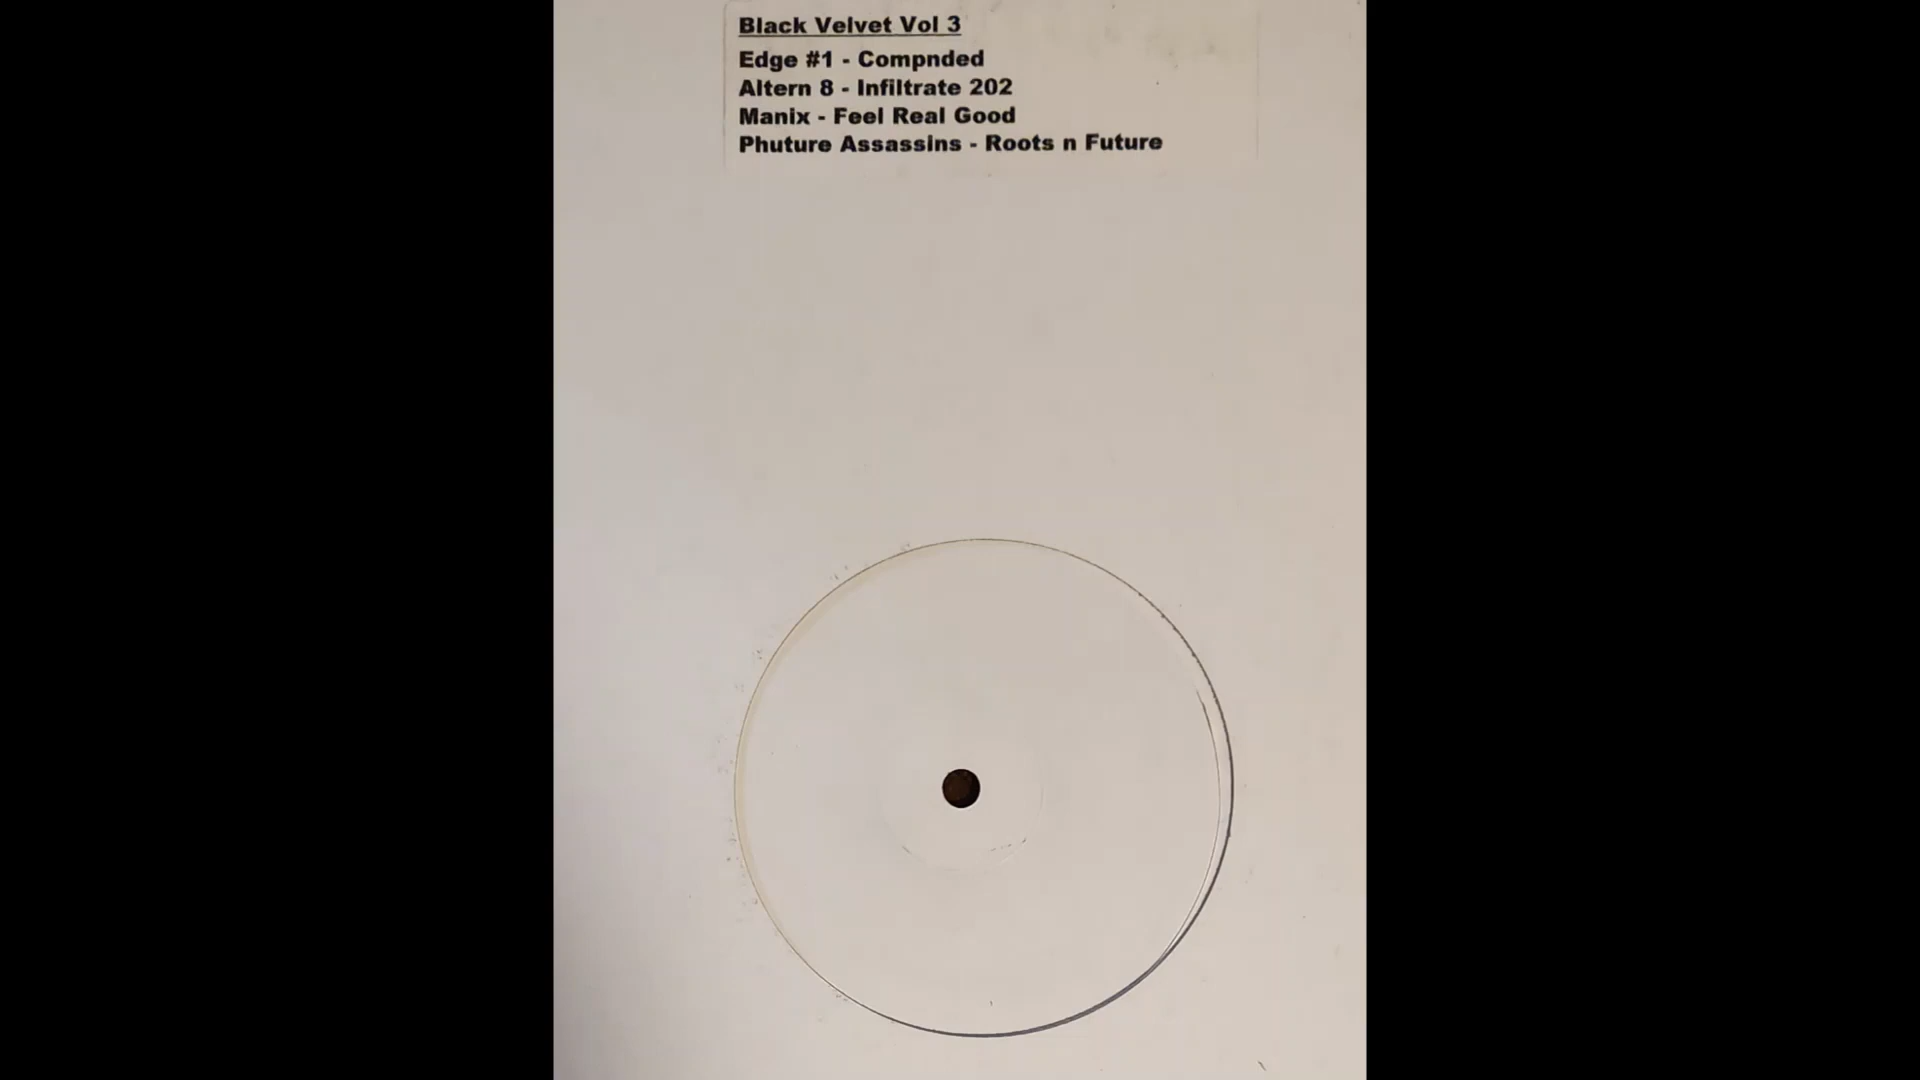 Black Velvet Vol 3
Edge #1 - Compnded
Altern 8 - Infiltrate 202
Manix - Feel Real Good
Phuture Assassins - Roots n Future